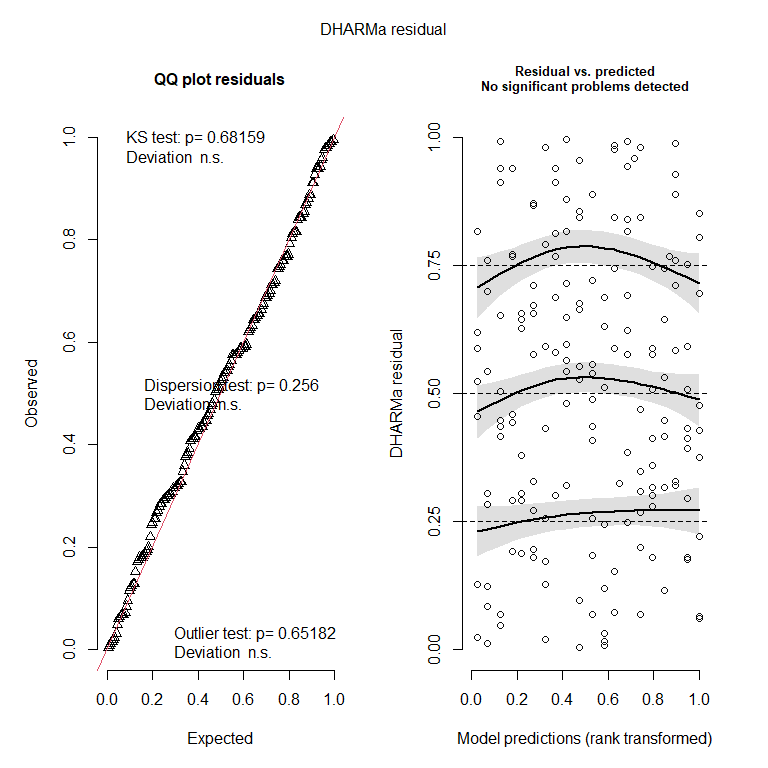 DHARMa residual
QQ plot residuals
KS test: p= 0.68159
Deviation n.s.
Dispersion test: p= 0.256
Deviation n.s.
Outlier test: p= 0.65182
Deviation n.s.
Observed
0.0 0.2 0.4 0.6 0.8 1.0
0.0 0.2 0.4 0.6 0.8 1.0
Expected
Residual vs. predicted
No significant problems detected
DHARMa residual
0.00 0.25 0.50 0.75 1.00
0.0 0.2 0.4 0.6 0.8 1.0
Model predictions (rank transformed)